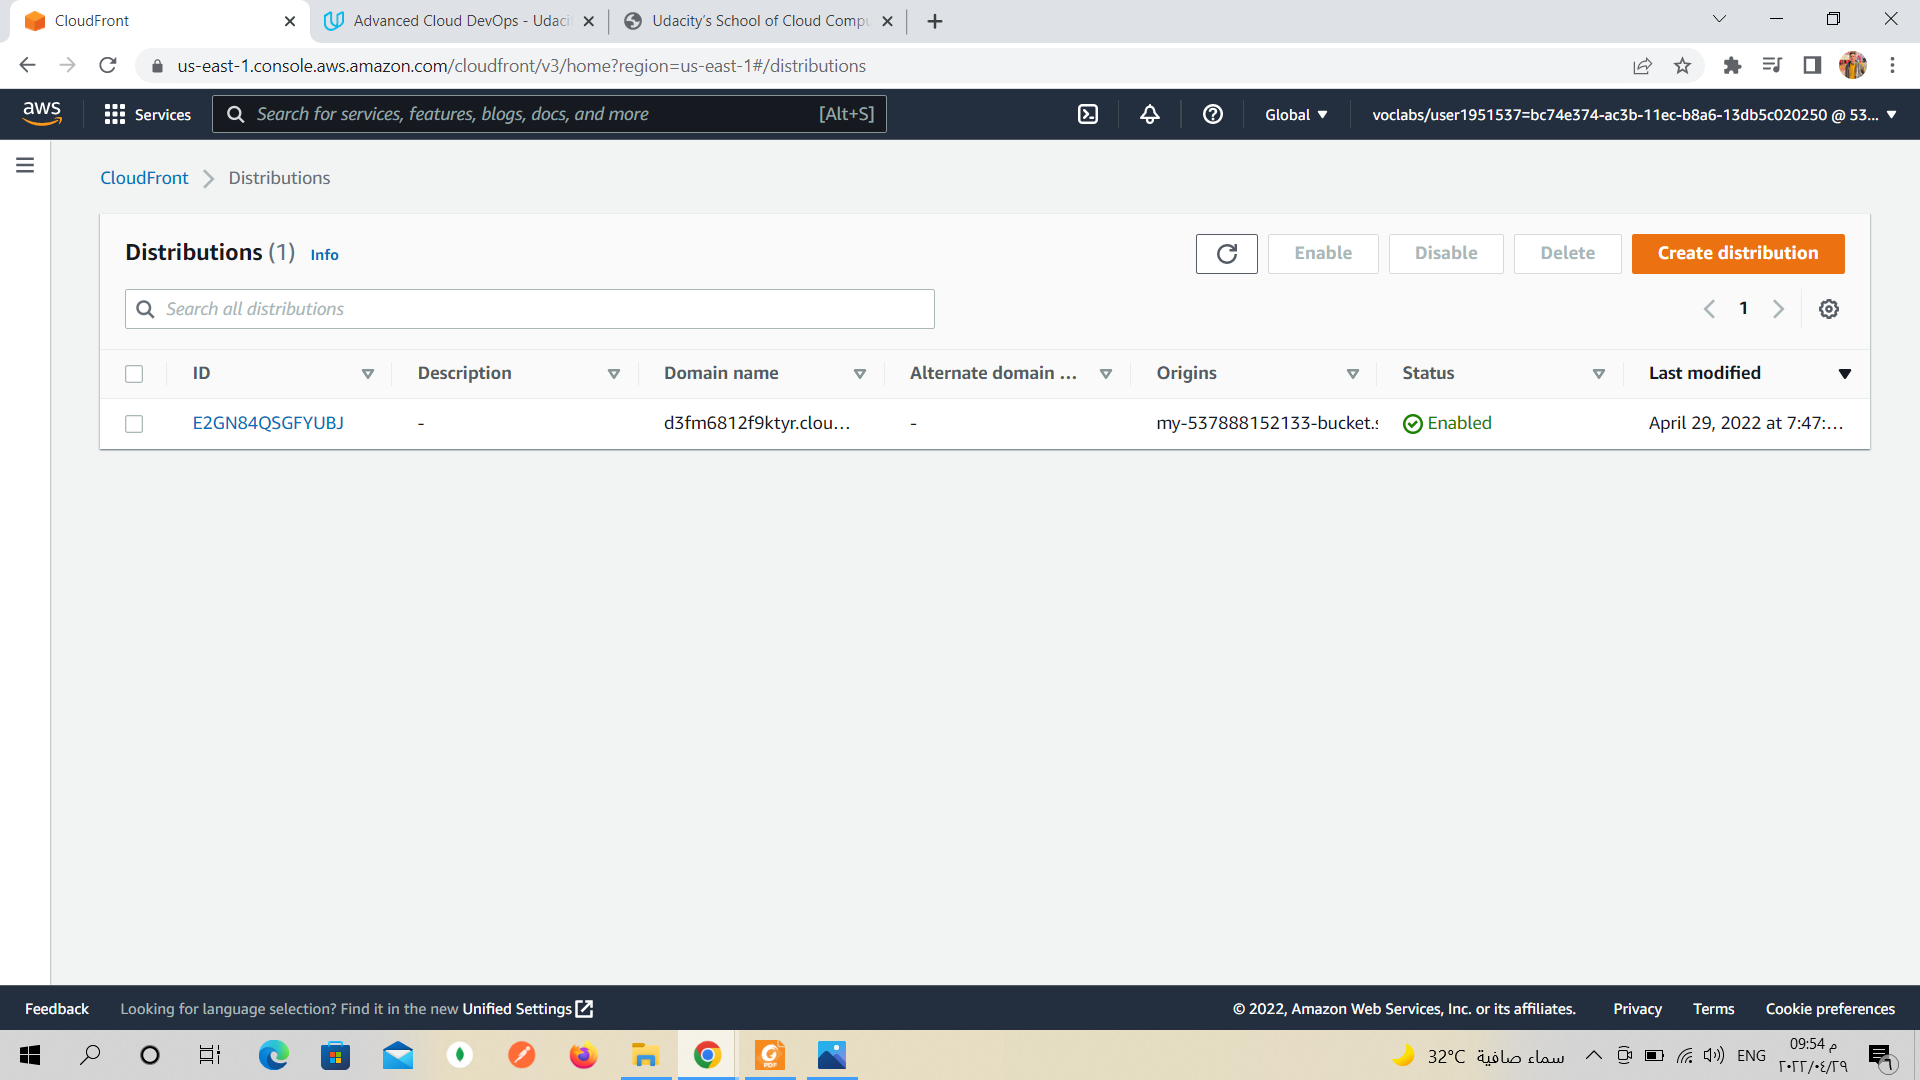 CloudFront
Advanced Cloud DevOps - Udaci
Udacity's School of Cloud Compu
us-east-1.console.aws.amazon.com/cloudfront/v3/home?region=us-east-1#/distributions
aws
Services
Search for services, features, blogs, docs, and more
[Alt+S]
Global
voclabs/user1951537=bc74e374-ac3b-11ec-b8a6-13db5c020250 @ 53...
CloudFront
Distributions
Distributions (1)
Info
Enable
Disable
Delete
Create distribution
Search all distributions
1
ID
Description
Domain name
Alternate domain ...
Origins
Status
Last modified
E2GN84QSGFYUBJ
-
d3fm6812f9ktyr.clou...
-
my-537888152133-bucket.s
Enabled
April 29, 2022 at 7:47:...
Feedback
Looking for language selection? Find it in the new Unified Settings
© 2022, Amazon Web Services, Inc. or its affiliates.
Privacy
Terms
Cookie preferences
PDF
32°C سماء صافية
ENG
09:54 م
٢٠٢٢/٠٤/٢٩
٦